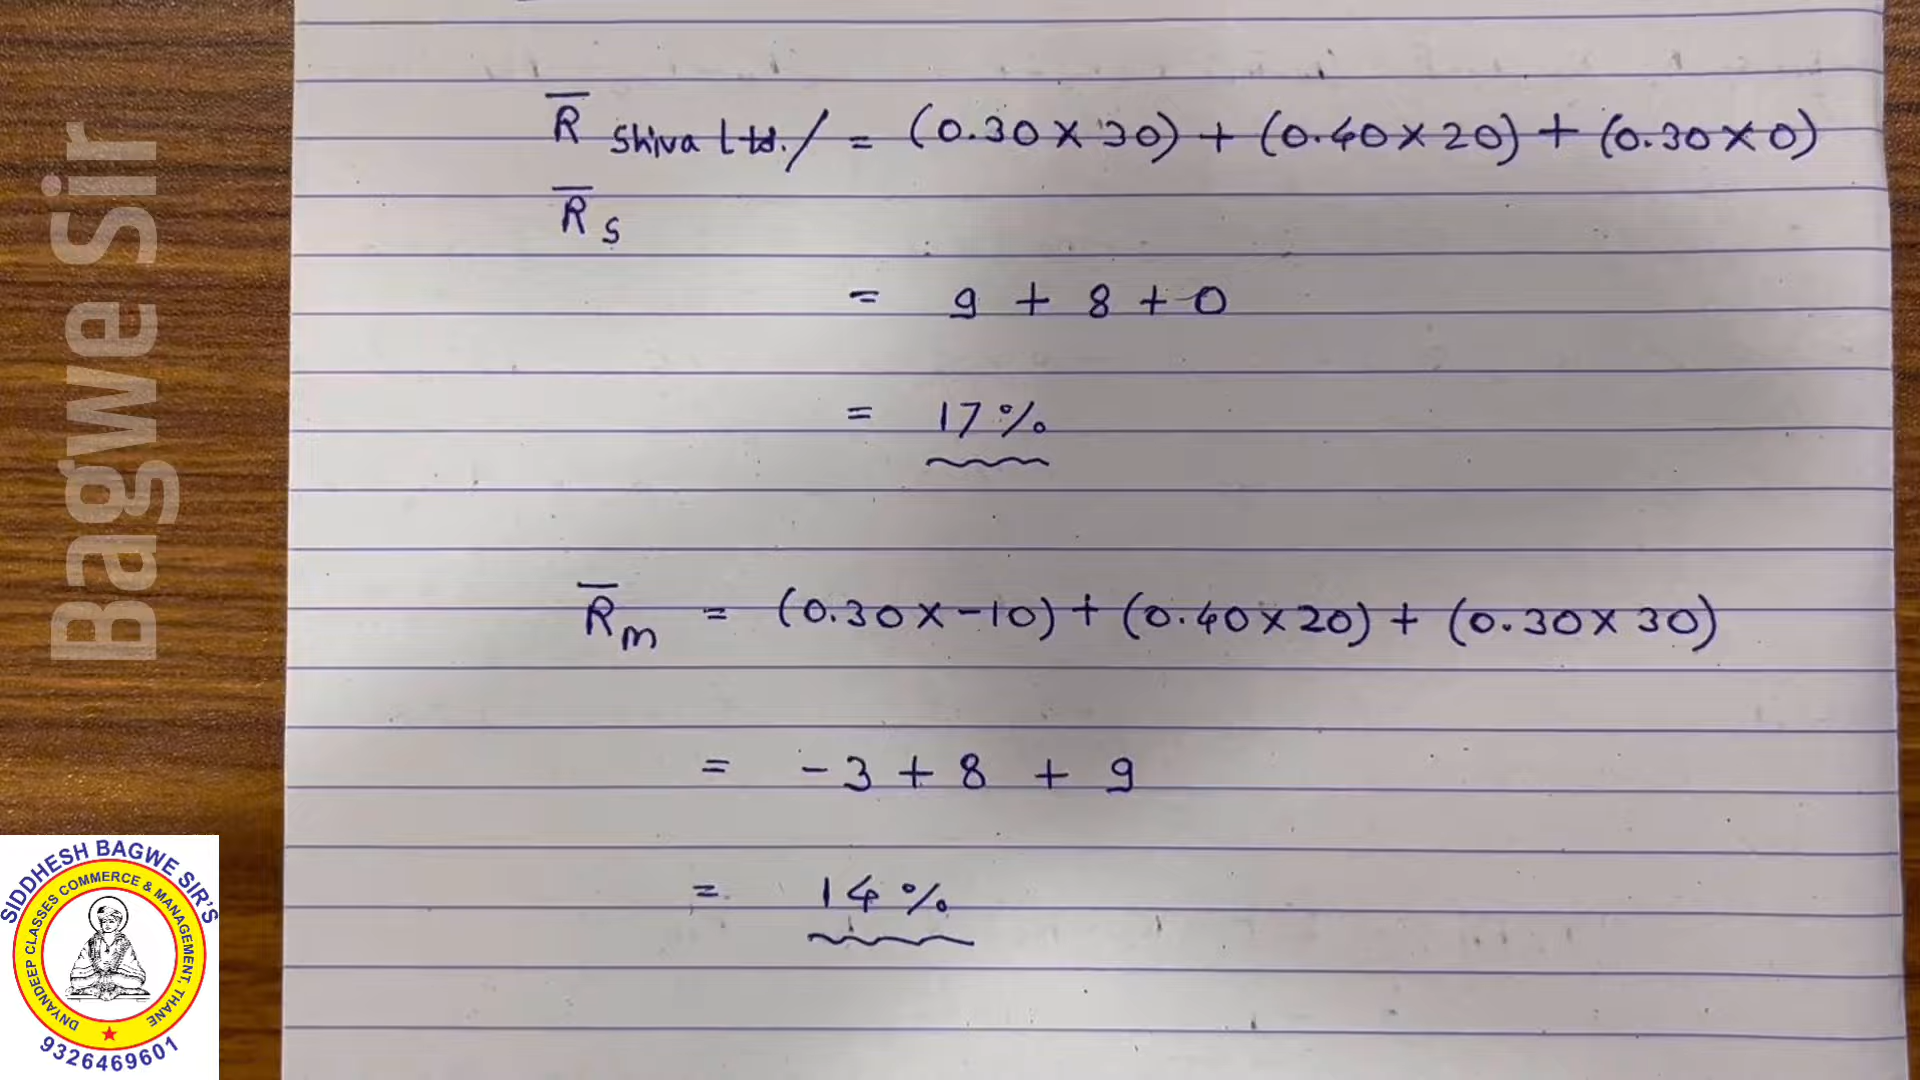 R̅ Shiva Ltd./ = (0.30 × 30) + (0.40 × 20) + (0.30 × 0)
R̅ s
= 9 + 8 + 0
= 17%
R̅m = (0.30 × -10) + (0.40 × 20) + (0.30 × 30)
= -3 + 8 + 9
= 14%
Bagwe Sir
SIDDHESH BAGWE SIR'S
DNYANDEEP CLASSES COMMERCE & MANAGEMENT, THANE
9326469601